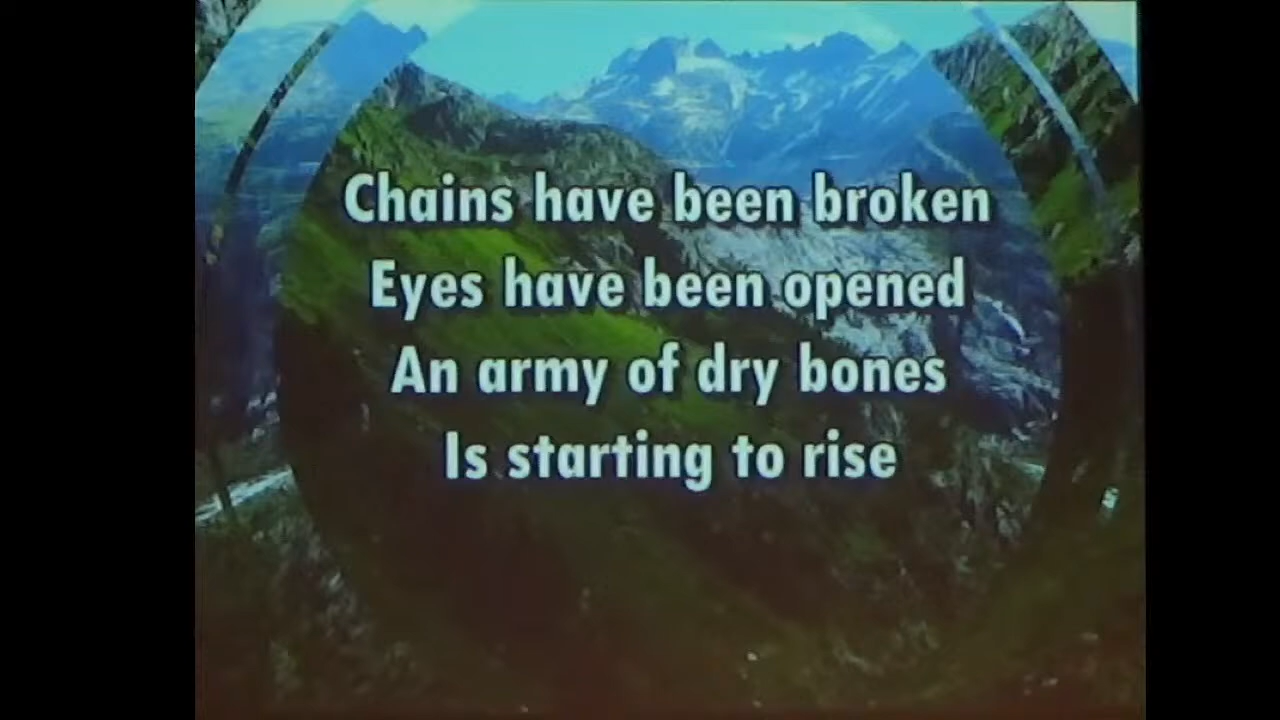 Chains have been broken
Eyes have been opened
An army of dry bones
Is starting to rise